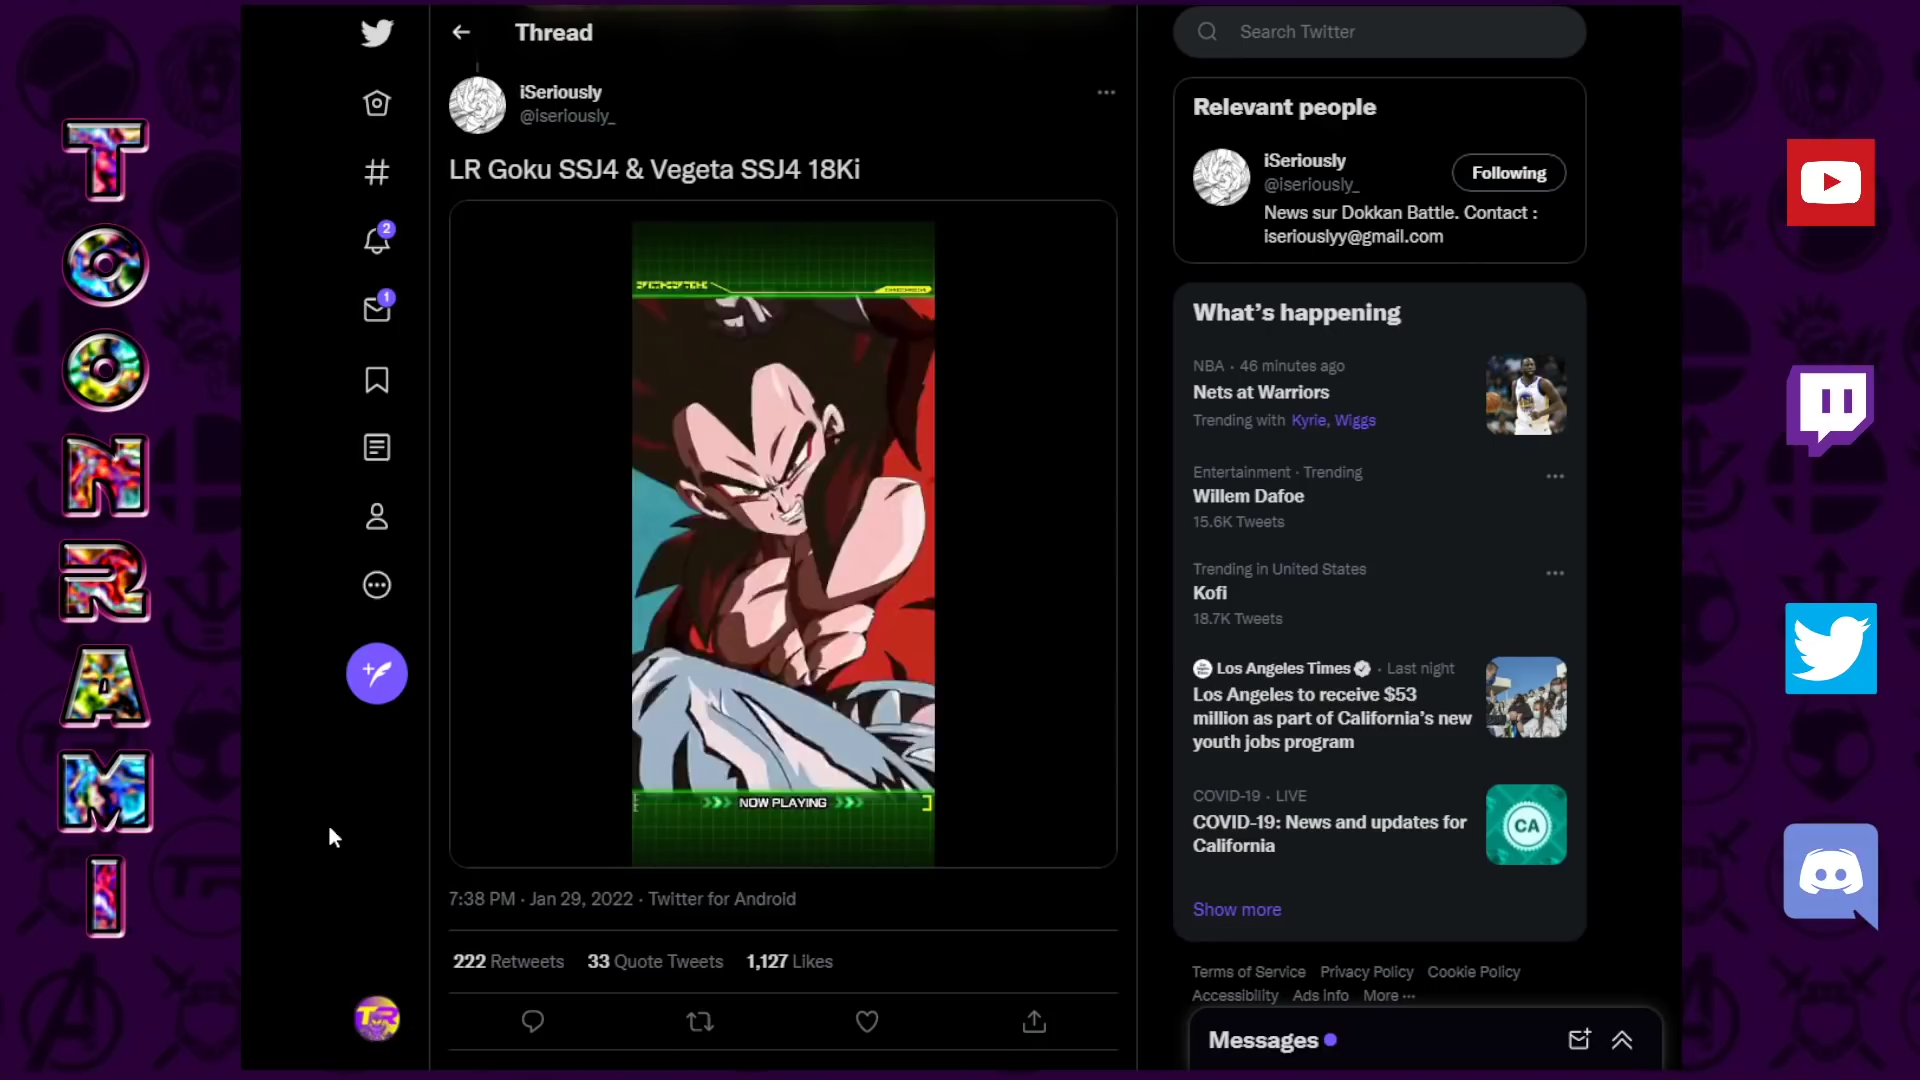 TOONRAMI
Thread
Search Twitter
iSeriously
@iseriously_
LR Goku SSJ4 & Vegeta SSJ4 18Ki
NOW PLAYING
7:38 PM · Jan 29, 2022 · Twitter for Android
222 Retweets 33 Quote Tweets 1,127 Likes
2
1
TR
Relevant people
iSeriously
@iseriously_
Following
News sur Dokkan Battle. Contact :
iseriouslyy@gmail.com
What's happening
NBA · 46 minutes ago
Nets at Warriors
Trending with Kyrie, Wiggs
Entertainment · Trending
Willem Dafoe
15.6K Tweets
Trending in United States
Kofi
18.7K Tweets
Los Angeles Times · Last night
Los Angeles to receive $53
million as part of California's new
youth jobs program
COVID-19 · LIVE
COVID-19: News and updates for
California
CA
Show more
Terms of Service Privacy Policy Cookie Policy
Accessibility Ads info More ···
Messages